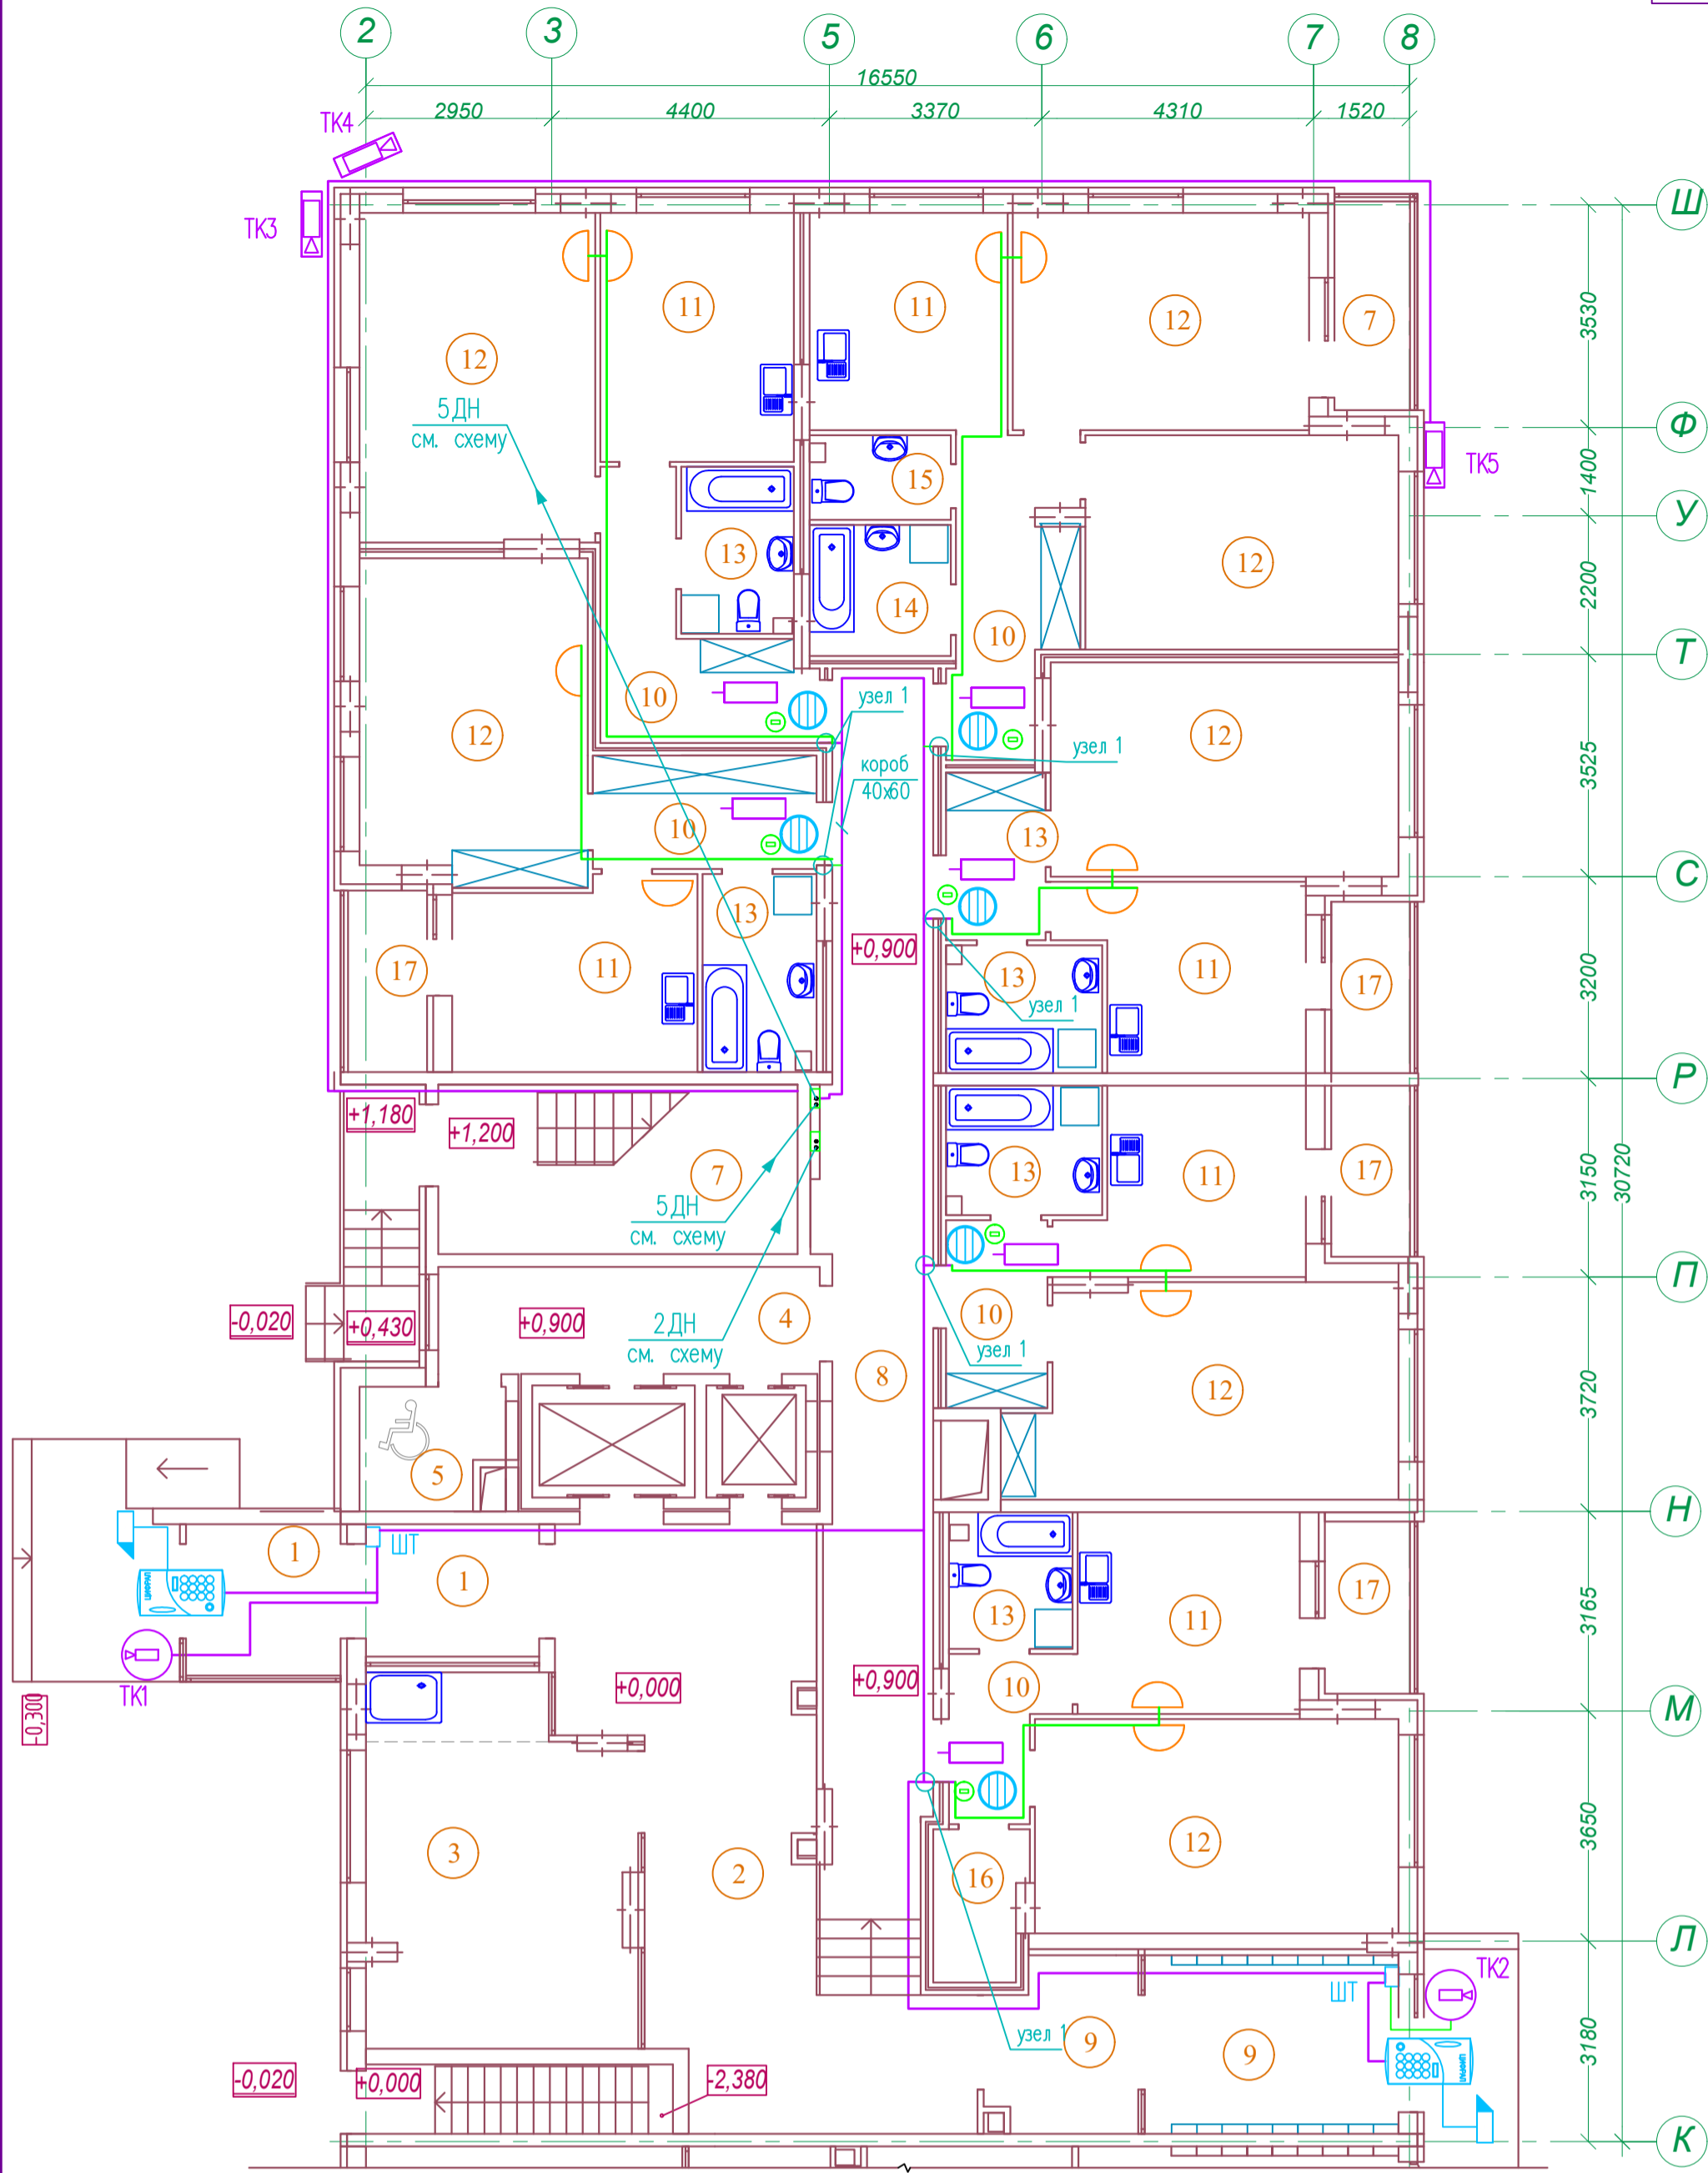 2 3 5 6 7 8
16550
2950 4400 3370 4310 1520
ТК4
ТК3
Ш
3530
11 11
12 7
12
5ДН
см. схему
Ф
ТК5
1400
15
У
13 12
2200
14
10
Т
10
узел 1
12 12
узел 1
3525
короб
40x60
10 13
С
13
+0,900
17 11 13 11 17
3200
узел 1
Р
+1,180
+1,200
7 13 11 17
3150
30720
5ДН
см. схему
П
-0,020 +0,430 +0,900 4 10
2ДН
см. схему
узел 1
8 12
3720
5
Н
1 ШТ 1
ЦИФРАЛ
13 11 17
3165
+0,000 +0,900 10
ТК1
-0,300
М
3 2 12
3650
16
Л
ТК2
ШТ
узел 1
9 9
ЦИФРАЛ
3180
-0,020 +0,000 -2,380
К